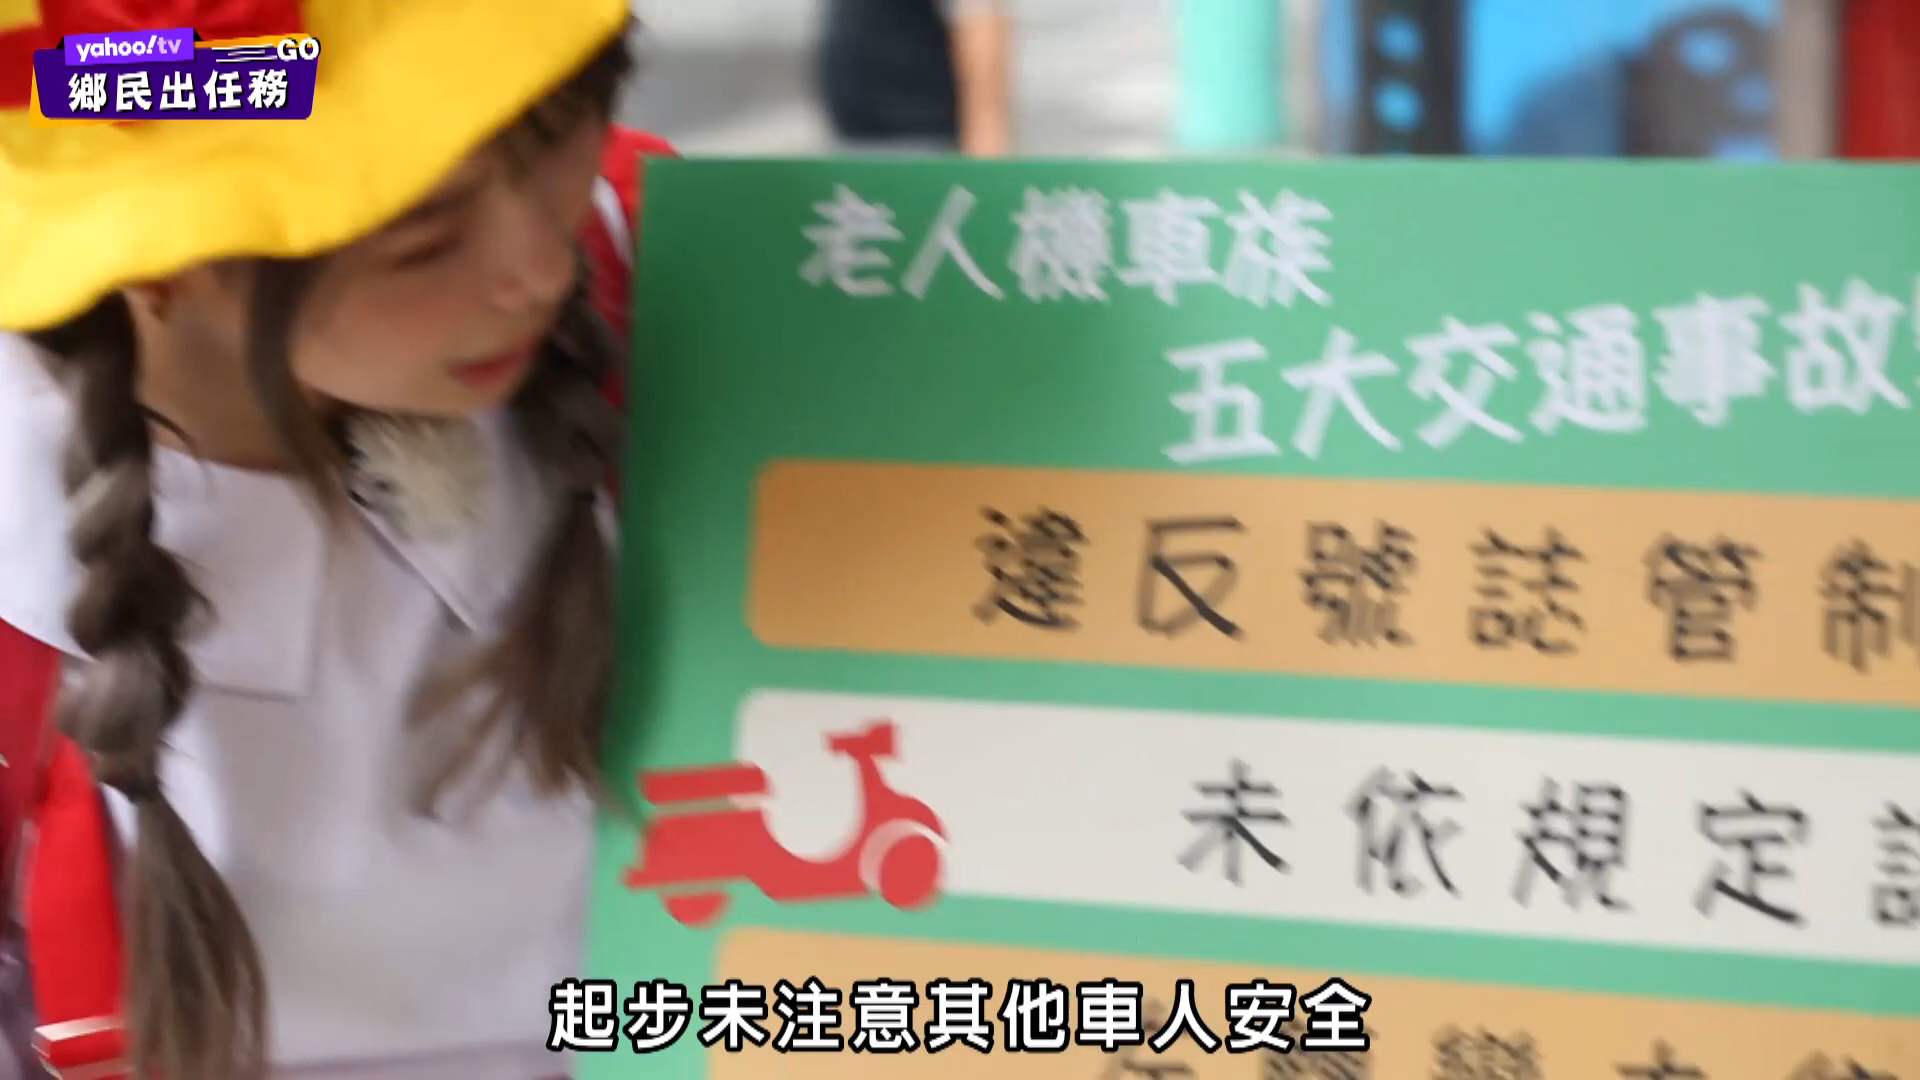 yahoo!tv
GO
鄉民出任務
老人機車族
五大交通事故
違反號誌管制
未依規定
起步未注意其他車人安全